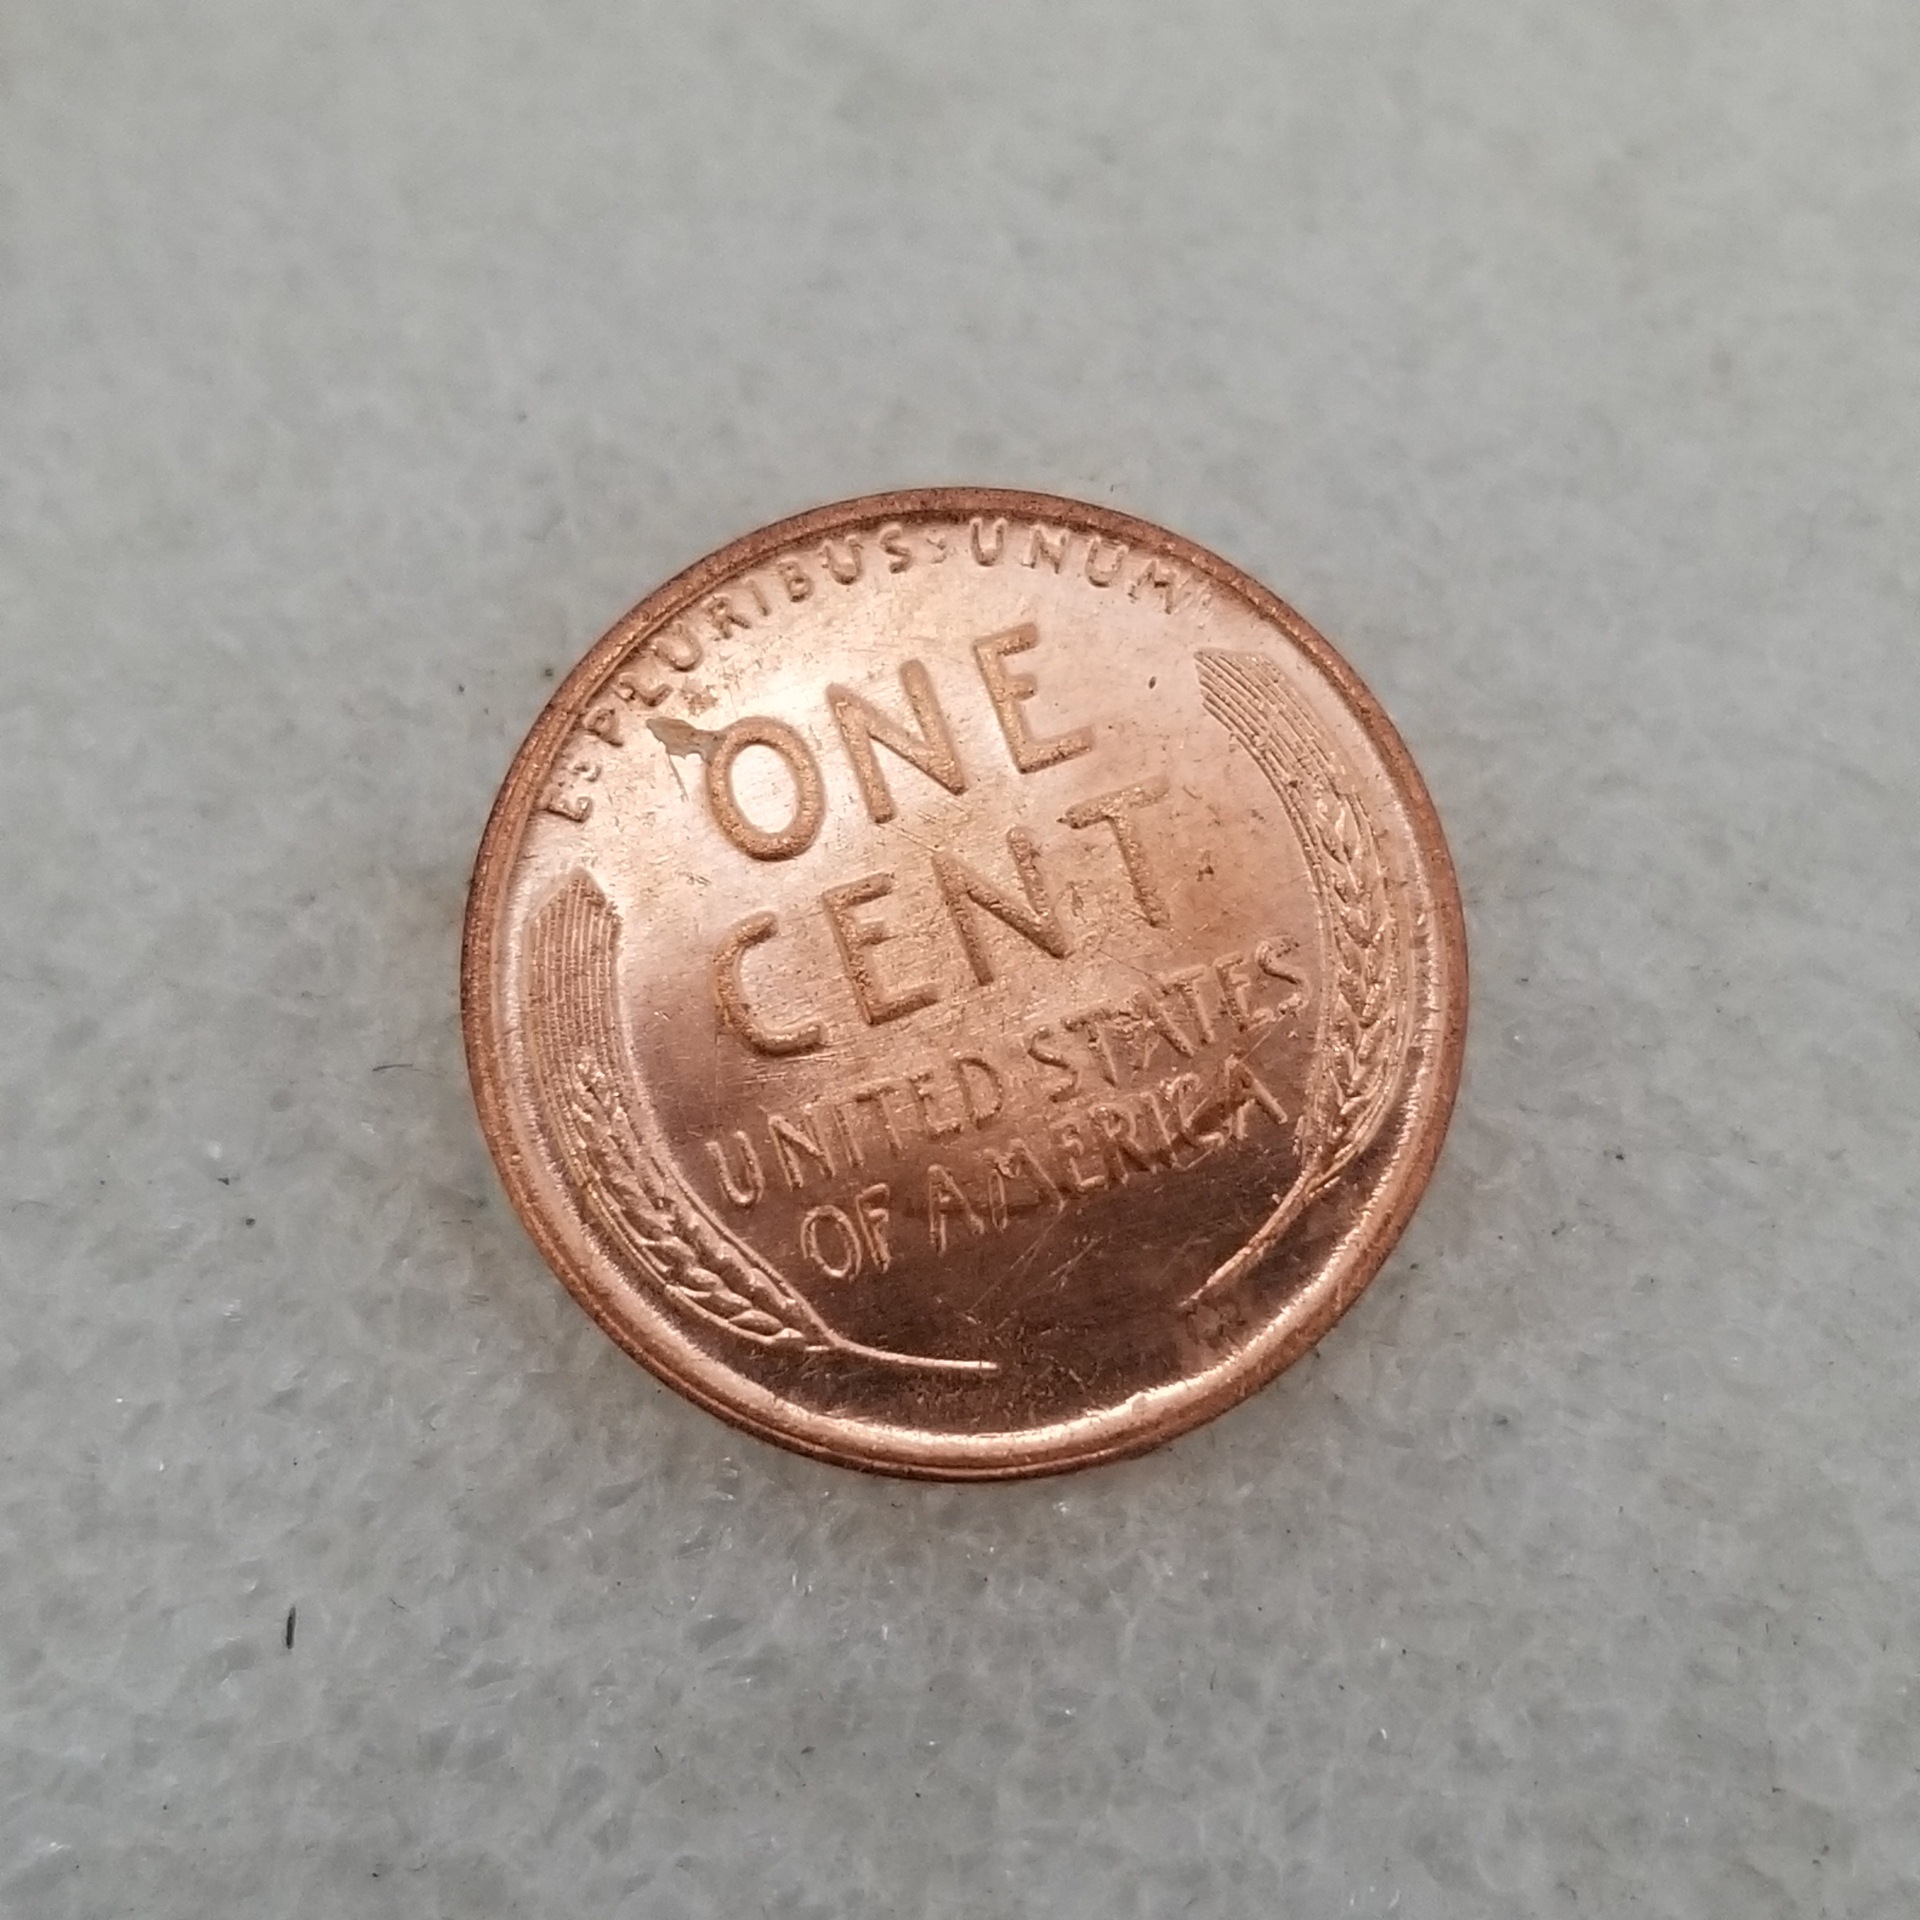 E·PLURIBUS·UNUM
ONE
CENT
UNITED STATES
OF AMERICA